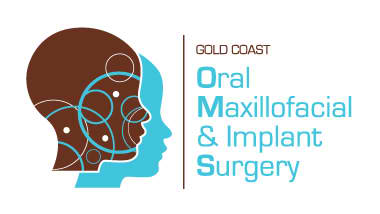 GOLD COAST
Oral
Maxillofacial
& Implant
Surgery